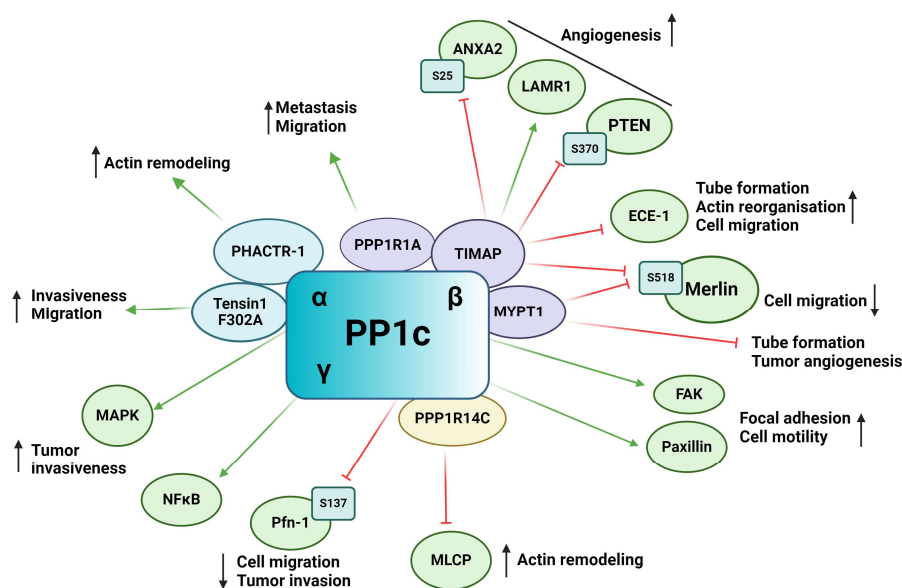 ANXA2
Angiogenesis
S25
LAMR1
Metastasis
Migration
PTEN
S370
Actin remodeling
Tube formation
Actin reorganisation
Cell migration
ECE-1
PHACTR-1
PPP1R1A
TIMAP
S518
Merlin
Cell migration
Invasiveness
Migration
Tensin1
F302A
α
β
MYPT1
PP1c
γ
Tube formation
Tumor angiogenesis
FAK
MAPK
PPP1R14C
Focal adhesion
Cell motility
Paxillin
Tumor
invasiveness
NFκB
S137
Pfn-1
Cell migration
Tumor invasion
MLCP
Actin remodeling